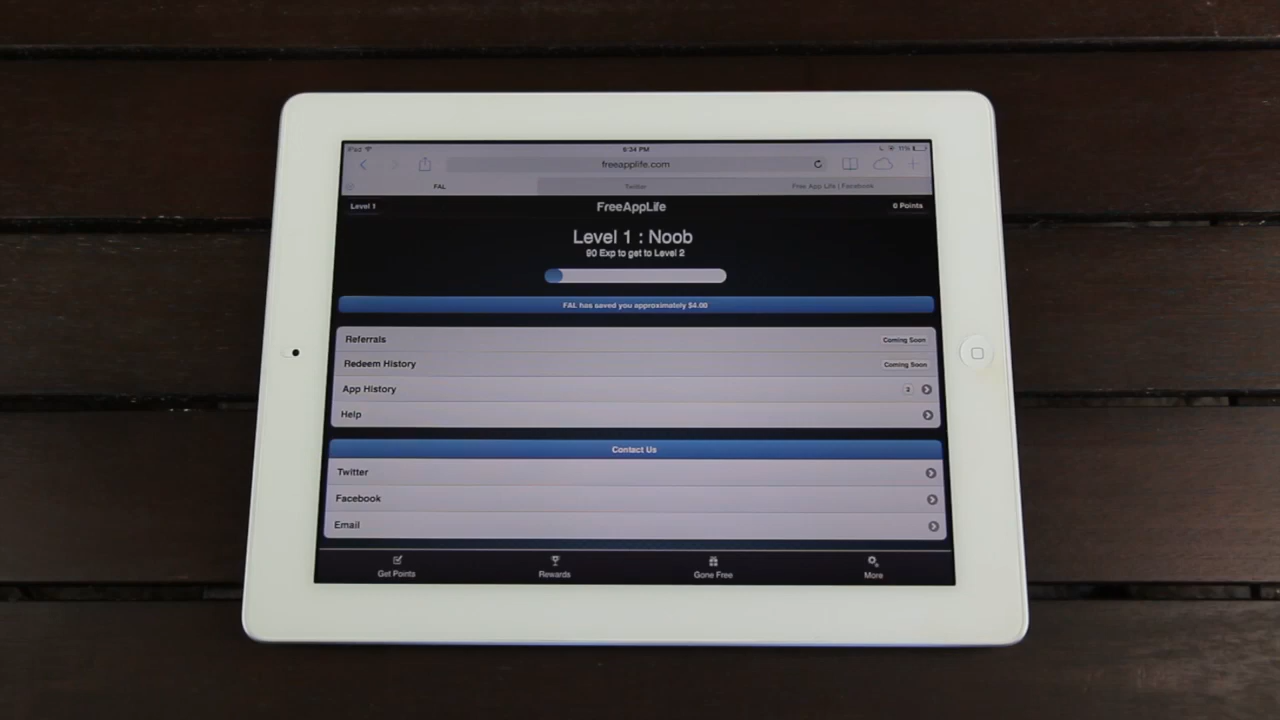 iPad 6:34 PM 11%
freeapplife.com
FAL Twitter Free App Life | Facebook
Level 1 FreeAppLife 0 Points
Level 1 : Noob
90 Exp to get to Level 2
FAL has saved you approximately $4.00
Referrals Coming Soon
Redeem History Coming Soon
App History
Help
Contact Us
Twitter
Facebook
Email
Get Points Rewards Gone Free More